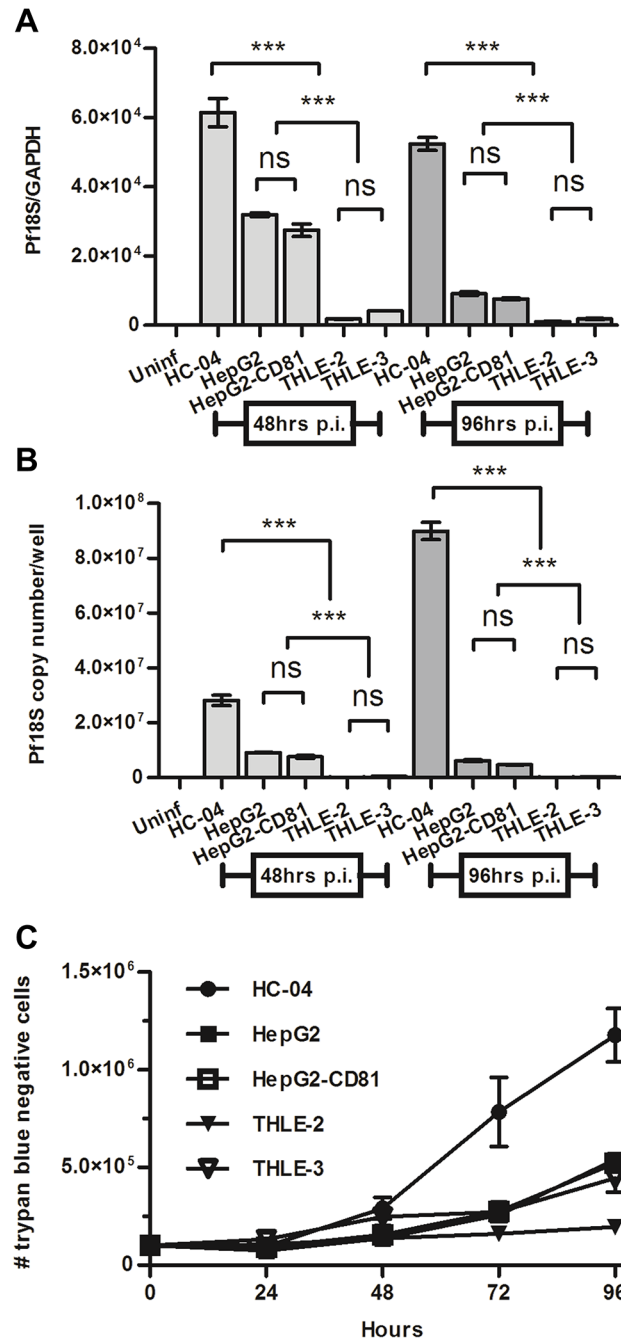 A
Pf18S/GAPDH
8.0×10⁴
6.0×10⁴
4.0×10⁴
2.0×10⁴
0
***
***
ns
ns
***
***
ns
ns
Uninf
HC-04
HepG2
HepG2-CD81
THLE-2
THLE-3
HC-04
HepG2
HepG2-CD81
THLE-2
THLE-3
48hrs p.i.
96hrs p.i.
B
Pf18S copy number/well
1.0×10⁸
8.0×10⁷
6.0×10⁷
4.0×10⁷
2.0×10⁷
0
***
***
ns
ns
***
***
ns
ns
Uninf
HC-04
HepG2
HepG2-CD81
THLE-2
THLE-3
HC-04
HepG2
HepG2-CD81
THLE-2
THLE-3
48hrs p.i.
96hrs p.i.
C
# trypan blue negative cells
1.5×10⁶
1.0×10⁶
5.0×10⁵
0
HC-04
HepG2
HepG2-CD81
THLE-2
THLE-3
0 24 48 72 96
Hours